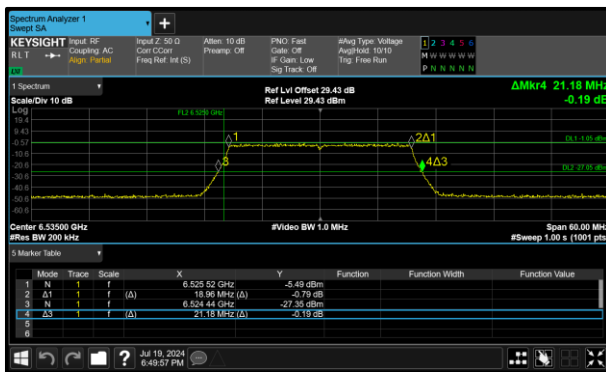 Spectrum Analyzer 1
Swept SA
KEYSIGHT Input: RF Input Z: 50 Ω Atten: 10 dB PNO: Fast #Avg Type: Voltage 1 2 3 4 5 6
RLT Coupling: AC Corr CCorr Preamp: Off Gate: Off Avg|Hold: 10/10 M W W W W W
Align: Partial Freq Ref: Int (S) IF Gain: Low Trig: Free Run
Sig Track: Off P N N N N N
1 Spectrum Ref Lvl Offset 29.43 dB ΔMkr4 21.18 MHz
Scale/Div 10 dB Ref Level 29.43 dBm -0.19 dB
Log
19.4
FL2 6.5250 GHz
9.43
1 2Δ1
-0.57
DL1 -1.05 dBm
-10.6
3 4Δ3
-20.6
DL2 -27.05 dBm
-30.6
-40.6
-50.6
-60.6
Center 6.53500 GHz #Video BW 1.0 MHz Span 60.00 MHz
#Res BW 200 kHz #Sweep 1.00 s (1001 pts)
5 Marker Table
Mode Trace Scale X Y Function Function Width Function Value
1 N 1 f 6.525 52 GHz -5.49 dBm
2 Δ1 1 f (Δ) 18.96 MHz (Δ) -0.79 dB
3 N 1 f 6.524 44 GHz -27.35 dBm
4 Δ3 1 f (Δ) 21.18 MHz (Δ) -0.19 dB
5
6
? Jul 19, 2024
6:49:57 PM